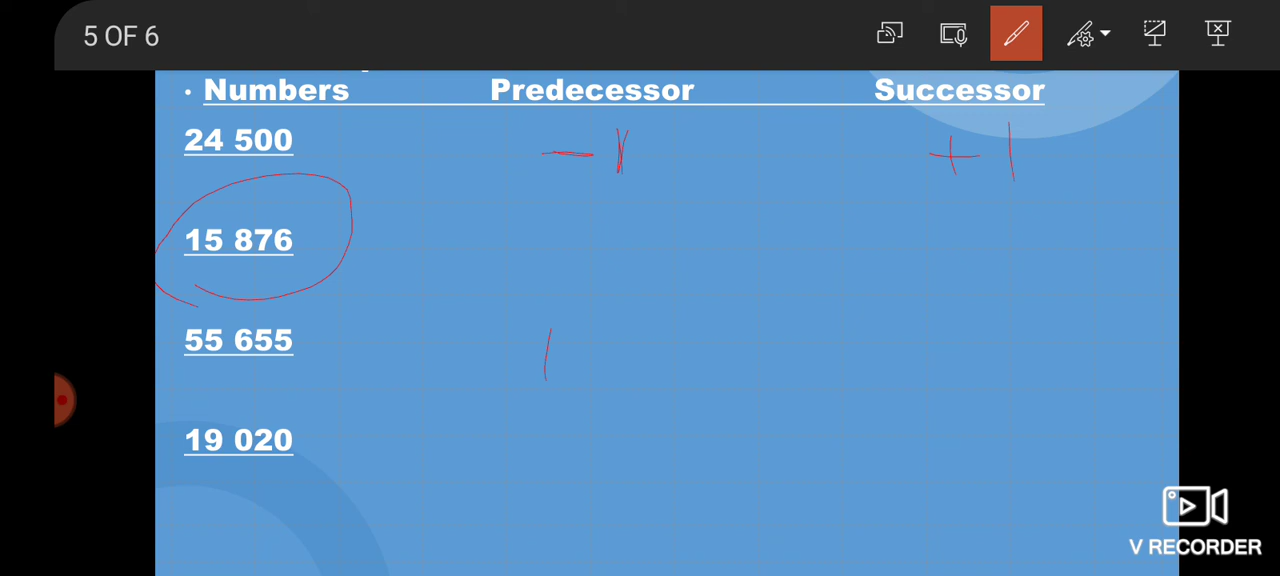 5 OF 6
• Numbers Predecessor Successor
24 500 - 1 + 1
15 876
55 655
19 020
V RECORDER